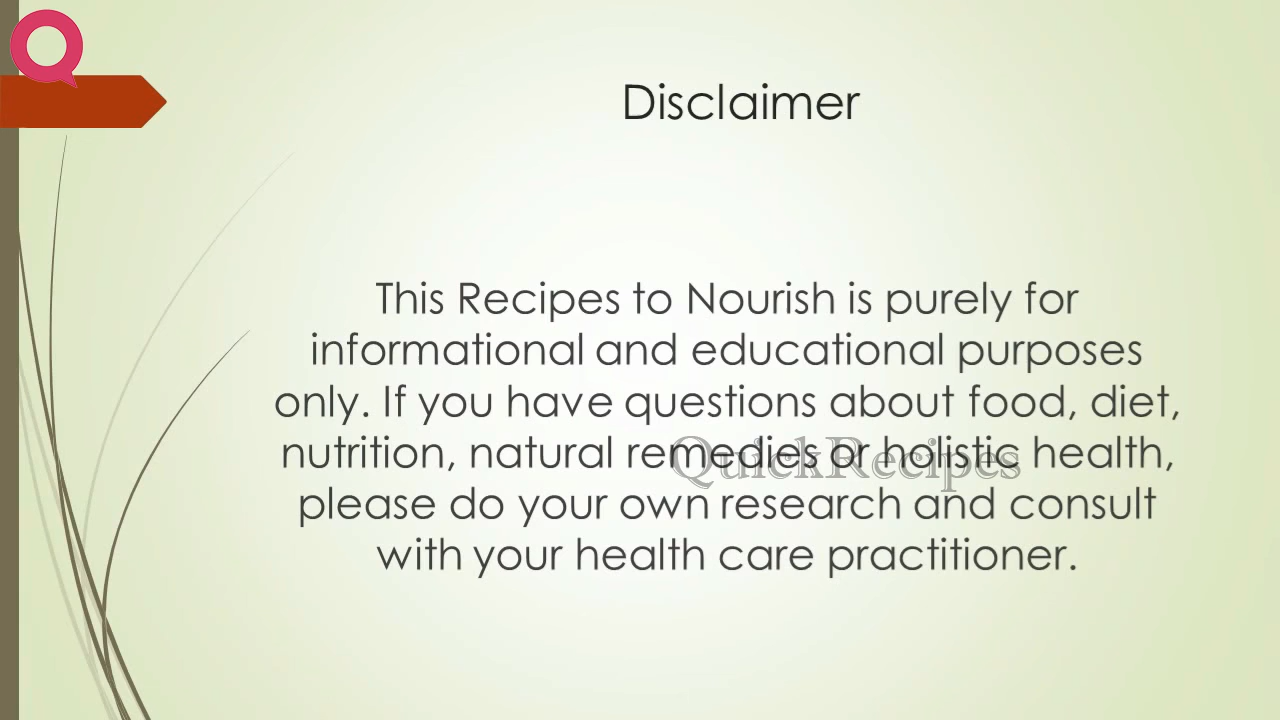 Disclaimer
This Recipes to Nourish is purely for
informational and educational purposes
only. If you have questions about food, diet,
nutrition, natural remedies or holistic health,
QuickRecipes
please do your own research and consult
with your health care practitioner.